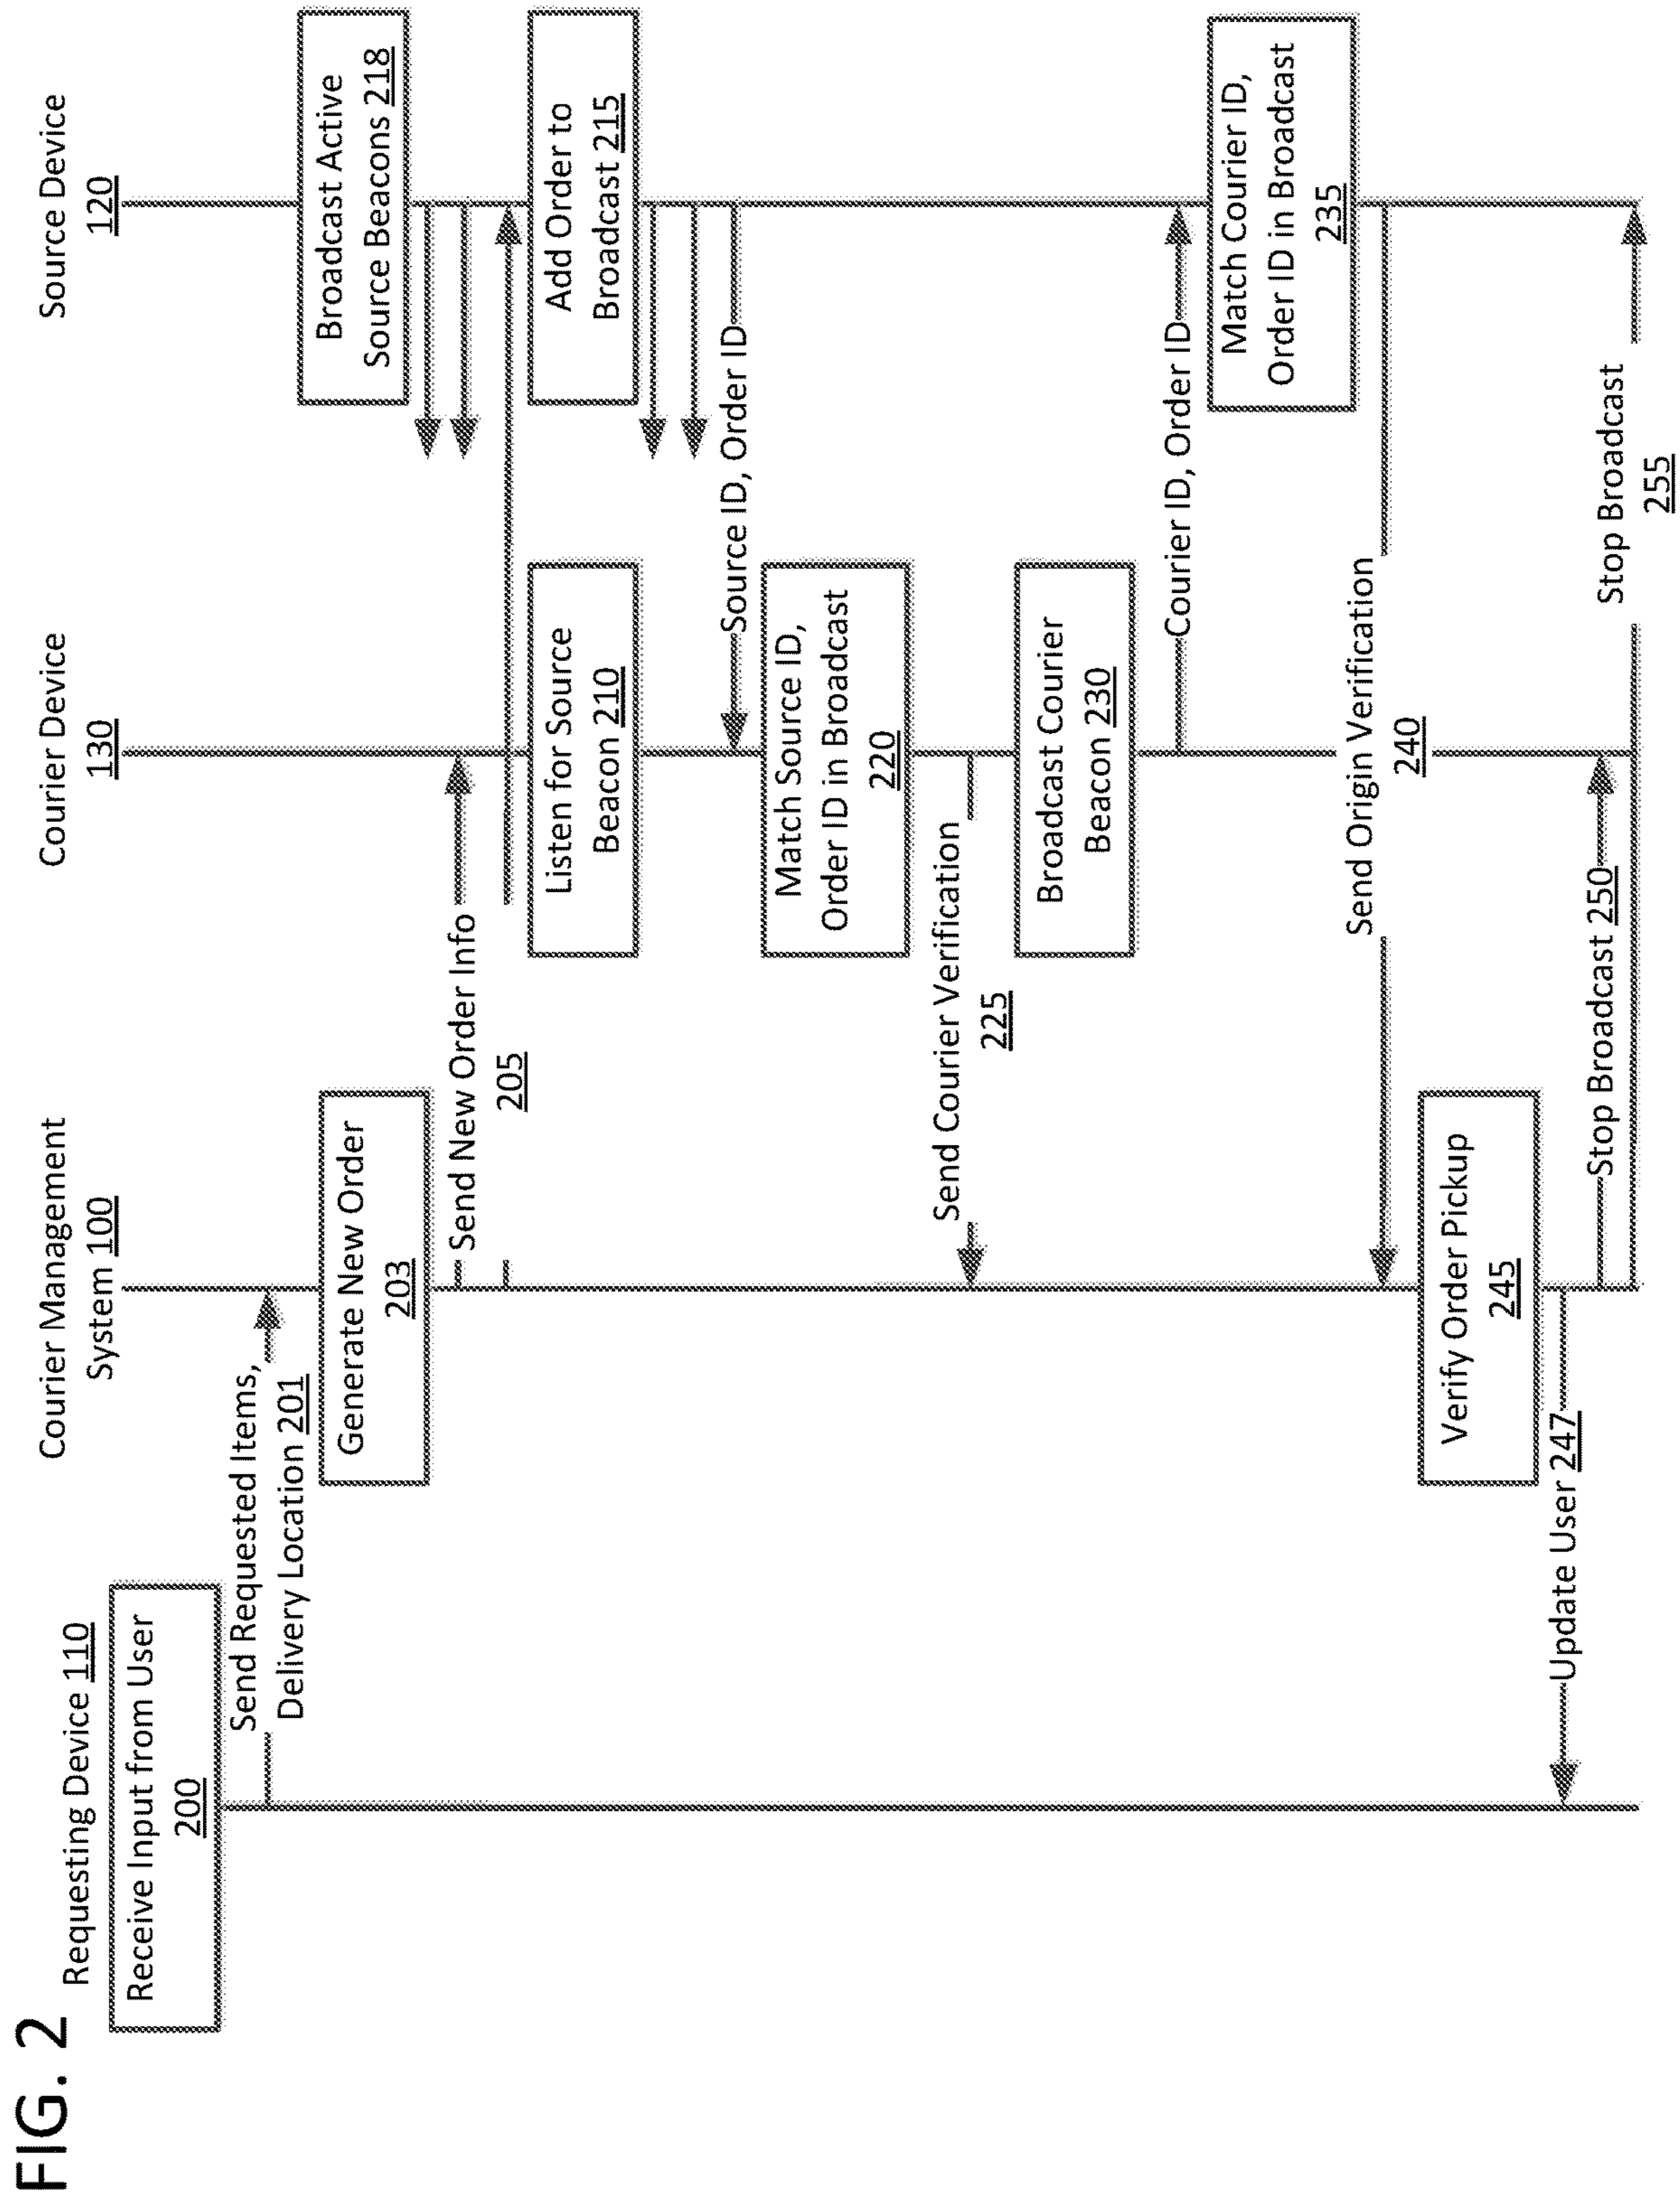 FIG. 2
Requesting Device 110
Courier Management
System 100
Courier Device
130
Source Device
120
Receive Input from User
200
Send Requested Items,
Delivery Location 201
Generate New Order
203
Broadcast Active
Source Beacons 218
Send New Order Info
205
Listen for Source
Beacon 210
Add Order to
Broadcast 215
Source ID, Order ID
Match Source ID,
Order ID in Broadcast
220
Send Courier Verification
225
Broadcast Courier
Beacon 230
Courier ID, Order ID
Match Courier ID,
Order ID in Broadcast
235
Send Origin Verification
240
Verify Order Pickup
245
Update User 247
Stop Broadcast 250
Stop Broadcast
255